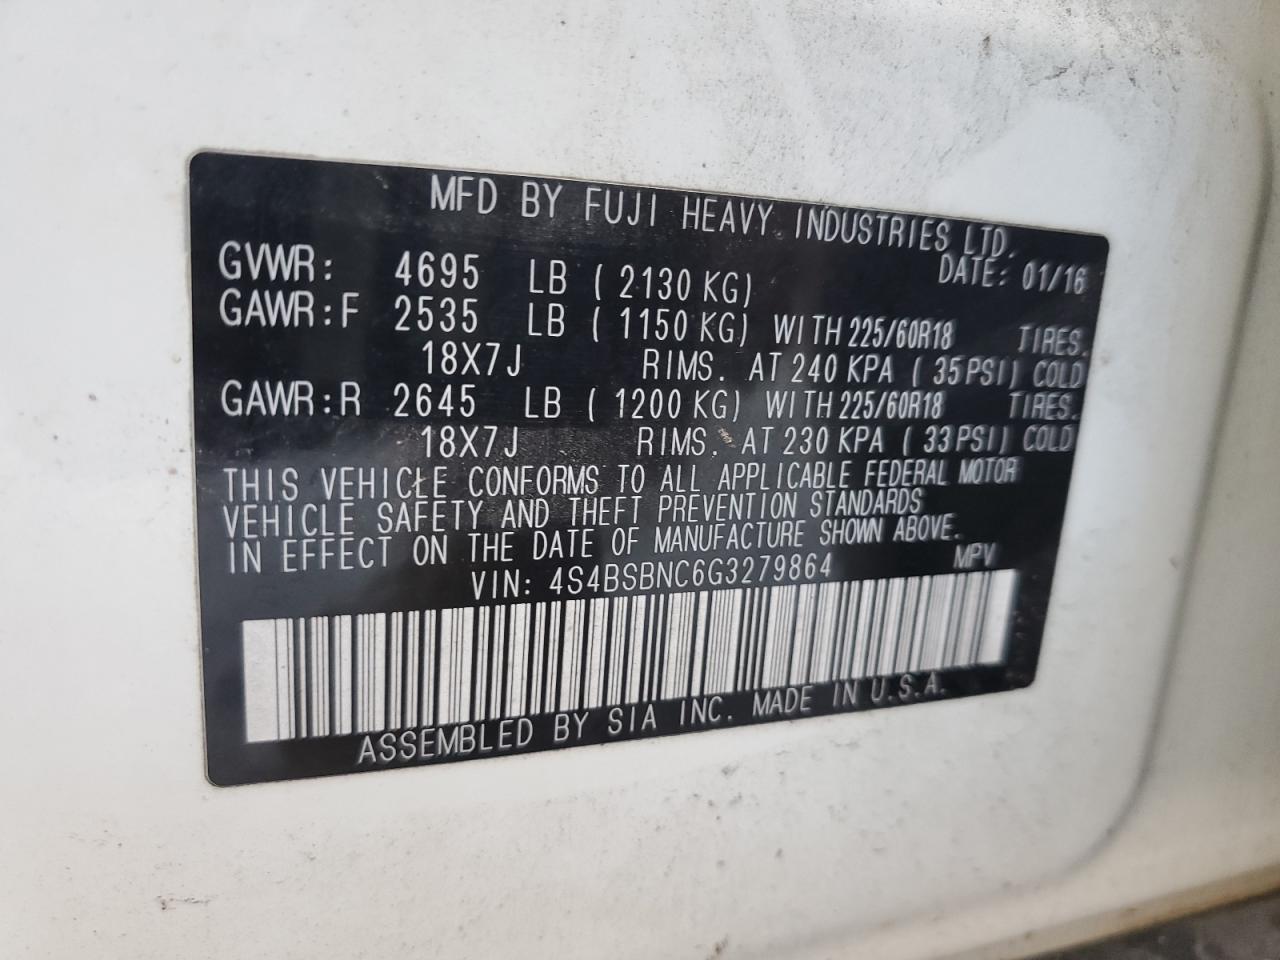 MFD BY FUJI HEAVY INDUSTRIES LTD.
DATE: 01/16
GVWR: 4695 LB ( 2130 KG)
GAWR:F 2535 LB ( 1150 KG) WITH 225/60R18 TIRES.
18X7J RIMS. AT 240 KPA ( 35PSI) COLD
GAWR:R 2645 LB ( 1200 KG) WITH 225/60R18 TIRES.
18X7J RIMS. AT 230 KPA ( 33PSI) COLD
THIS VEHICLE CONFORMS TO ALL APPLICABLE FEDERAL MOTOR
VEHICLE SAFETY AND THEFT PREVENTION STANDARDS
IN EFFECT ON THE DATE OF MANUFACTURE SHOWN ABOVE.
VIN: 4S4BSBNC6G3279864 MPV
ASSEMBLED BY SIA INC. MADE IN U.S.A.